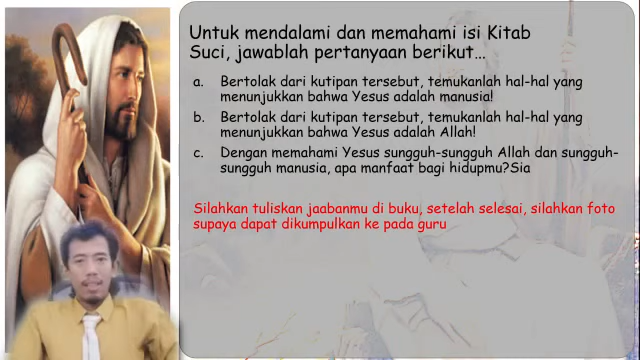 Untuk mendalami dan memahami isi Kitab
Suci, jawablah pertanyaan berikut...
a. Bertolak dari kutipan tersebut, temukanlah hal-hal yang
menunjukkan bahwa Yesus adalah manusia!
b. Bertolak dari kutipan tersebut, temukanlah hal-hal yang
menunjukkan bahwa Yesus adalah Allah!
c. Dengan memahami Yesus sungguh-sungguh Allah dan sungguh-
sungguh manusia, apa manfaat bagi hidupmu?Sia
Silahkan tuliskan jaabanmu di buku, setelah selesai, silahkan foto
supaya dapat dikumpulkan ke pada guru